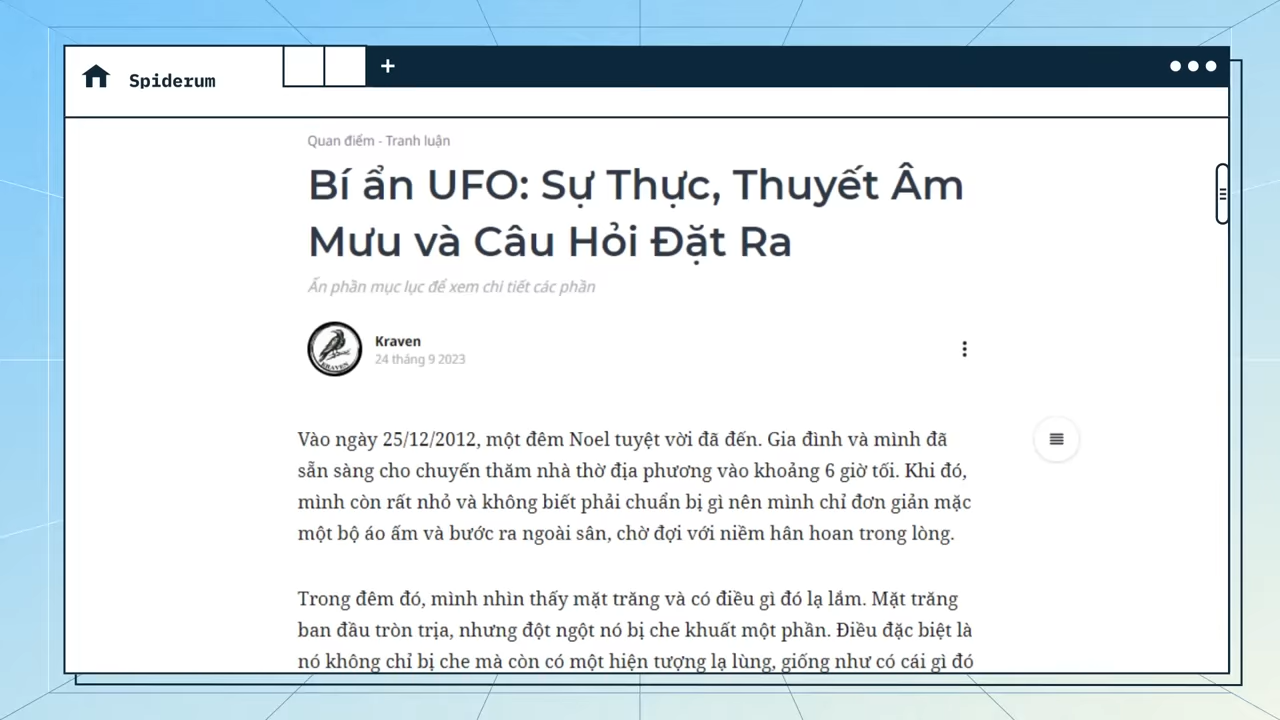 Spiderum
Quan điểm - Tranh luận
Bí ẩn UFO: Sự Thực, Thuyết Âm
Mưu và Câu Hỏi Đặt Ra
Ấn phần mục lục để xem chi tiết các phần
KRAVEN
Kraven
24 tháng 9 2023
Vào ngày 25/12/2012, một đêm Noel tuyệt vời đã đến. Gia đình và mình đã
sẵn sàng cho chuyến thăm nhà thờ địa phương vào khoảng 6 giờ tối. Khi đó,
mình còn rất nhỏ và không biết phải chuẩn bị gì nên mình chỉ đơn giản mặc
một bộ áo ấm và bước ra ngoài sân, chờ đợi với niềm hân hoan trong lòng.
Trong đêm đó, mình nhìn thấy mặt trăng và có điều gì đó lạ lắm. Mặt trăng
ban đầu tròn trịa, nhưng đột ngột nó bị che khuất một phần. Điều đặc biệt là
nó không chỉ bị che mà còn có một hiện tượng lạ lùng, giống như có cái gì đó